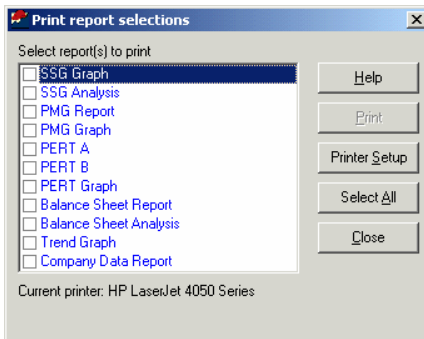 Print report selections
Select report(s) to print
SSG Graph
SSG Analysis
PMG Report
PMG Graph
PERT A
PERT B
PERT Graph
Balance Sheet Report
Balance Sheet Analysis
Trend Graph
Company Data Report
Help
Print
Printer Setup
Select All
Close
Current printer: HP LaserJet 4050 Series